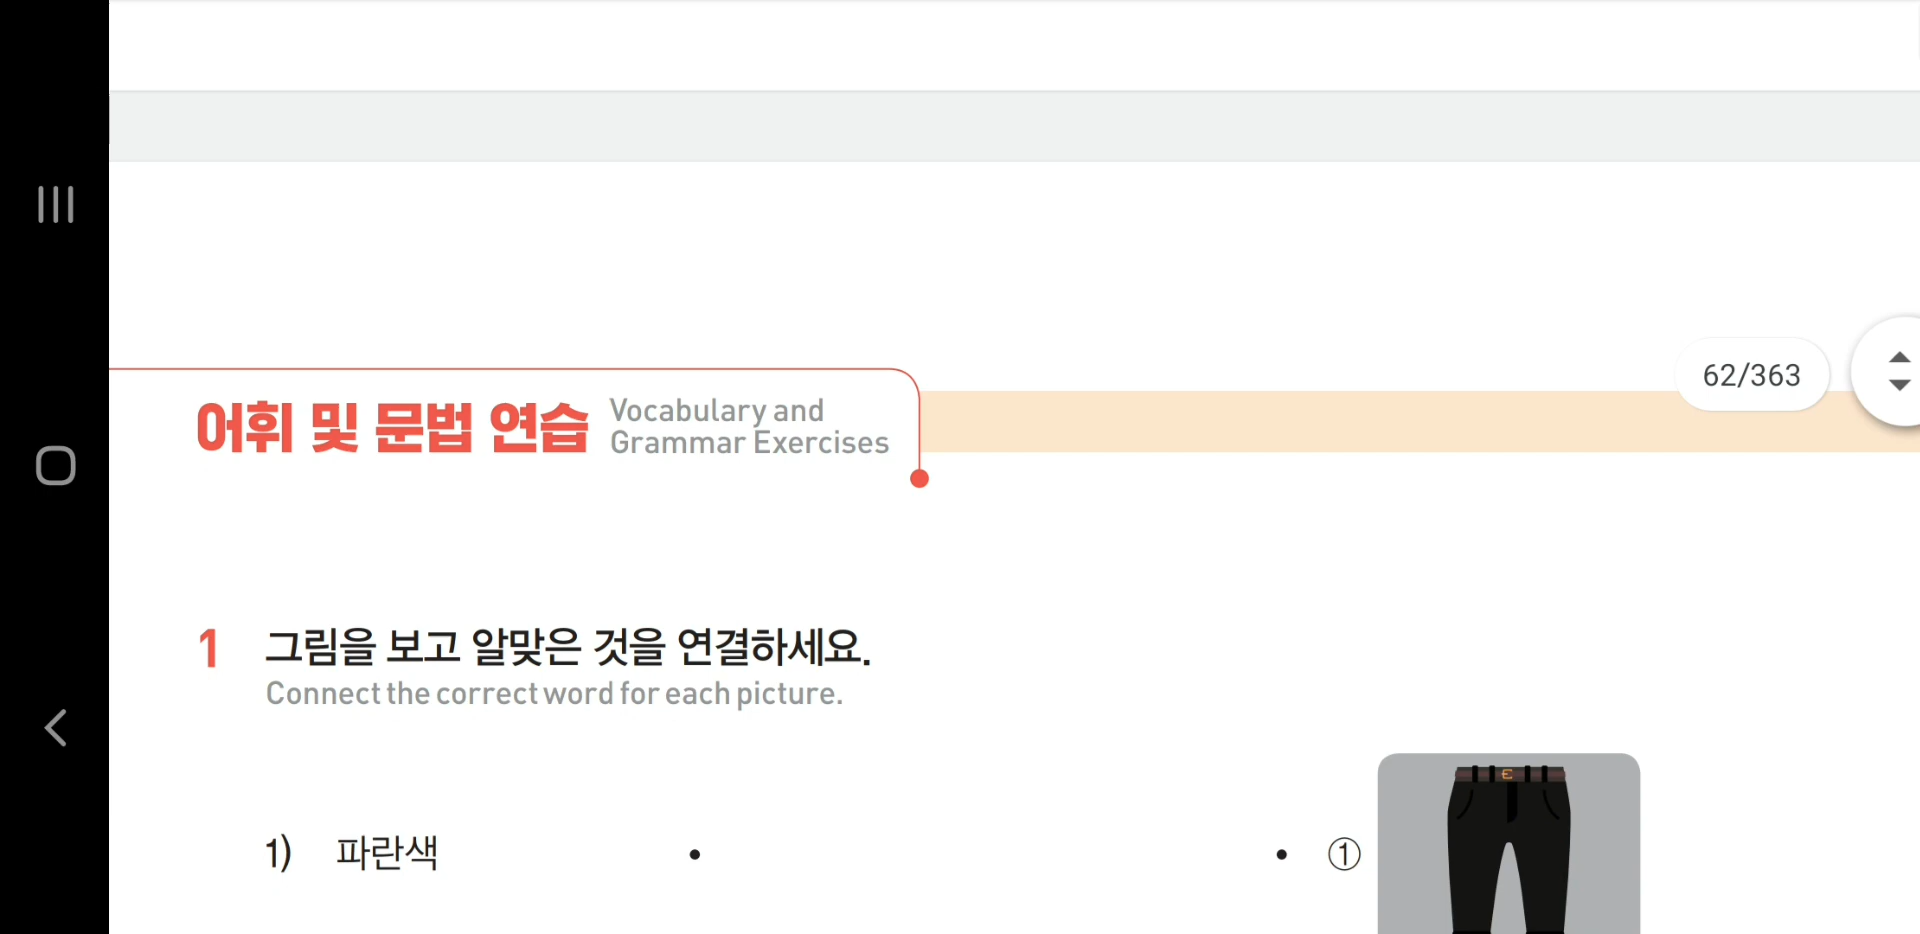 62/363
어휘 및 문법 연습
Vocabulary and
Grammar Exercises
1 그림을 보고 알맞은 것을 연결하세요.
Connect the correct word for each picture.
1) 파란색 • • ①